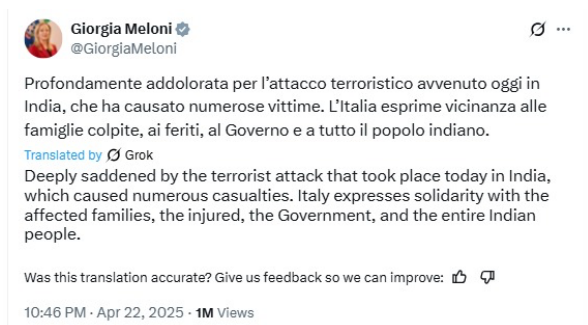 Giorgia Meloni
@GiorgiaMeloni
Profondamente addolorata per l'attacco terroristico avvenuto oggi in
India, che ha causato numerose vittime. L'Italia esprime vicinanza alle
famiglie colpite, ai feriti, al Governo e a tutto il popolo indiano.
Translated by Grok
Deeply saddened by the terrorist attack that took place today in India,
which caused numerous casualties. Italy expresses solidarity with the
affected families, the injured, the Government, and the entire Indian
people.
Was this translation accurate? Give us feedback so we can improve:
10:46 PM · Apr 22, 2025 · 1M Views